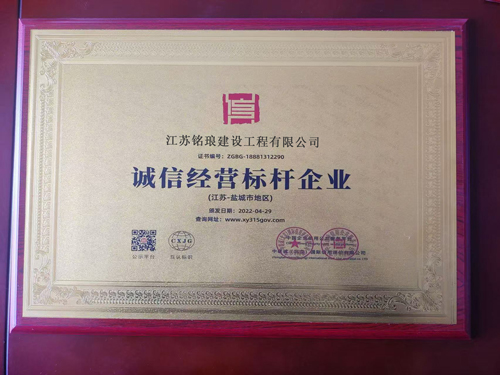 信
江苏铭琅建设工程有限公司
证书编号：ZGBG-18881312290
诚信经营标杆企业
(江苏-盐城市地区)
颁发日期：2022-04-29
查询网址：www.xy315gov.com
CXJG